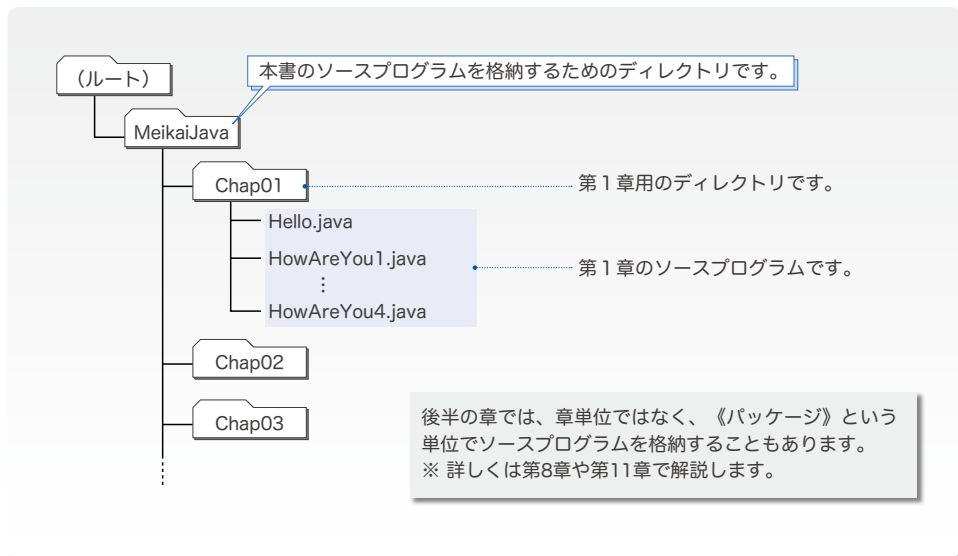 (ルート)
本書のソースプログラムを格納するためのディレクトリです。
MeikaiJava
Chap01
第1章用のディレクトリです。
Hello.java
HowAreYou1.java
⋮
第1章のソースプログラムです。
HowAreYou4.java
Chap02
Chap03
後半の章では、章単位ではなく、《パッケージ》という
単位でソースプログラムを格納することもあります。
※ 詳しくは第8章や第11章で解説します。